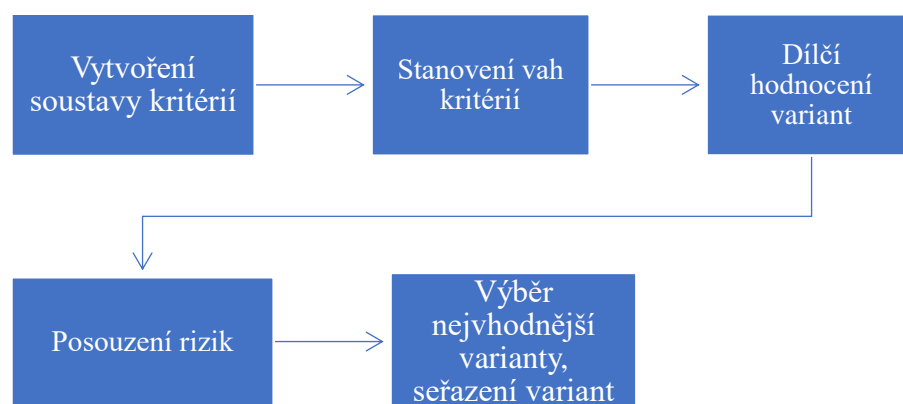 Vytvoření
soustavy kritérií
Stanovení vah
kritérií
Dílčí
hodnocení
variant
Posouzení rizik
Výběr
nejvhodnější
varianty,
seřazení variant